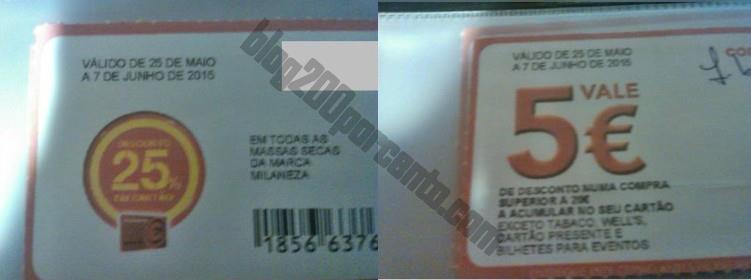 VÁLIDO DE 25 DE MAIO
A 7 DE JUNHO DE 2015
DESCONTO
25%
EM CARTÃO
EM TODAS AS
MASSAS SECAS
DA MARCA
MILANEZA
1856 6376
blog200porcento.com
VÁLIDO DE 25 DE MAIO
A 7 DE JUNHO DE 2015
5€
VALE
DE DESCONTO NUMA COMPRA
SUPERIOR A 20€
A ACUMULAR NO SEU CARTÃO
EXCETO TABACO, WELL'S,
CARTÃO PRESENTE E
BILHETES PARA EVENTOS